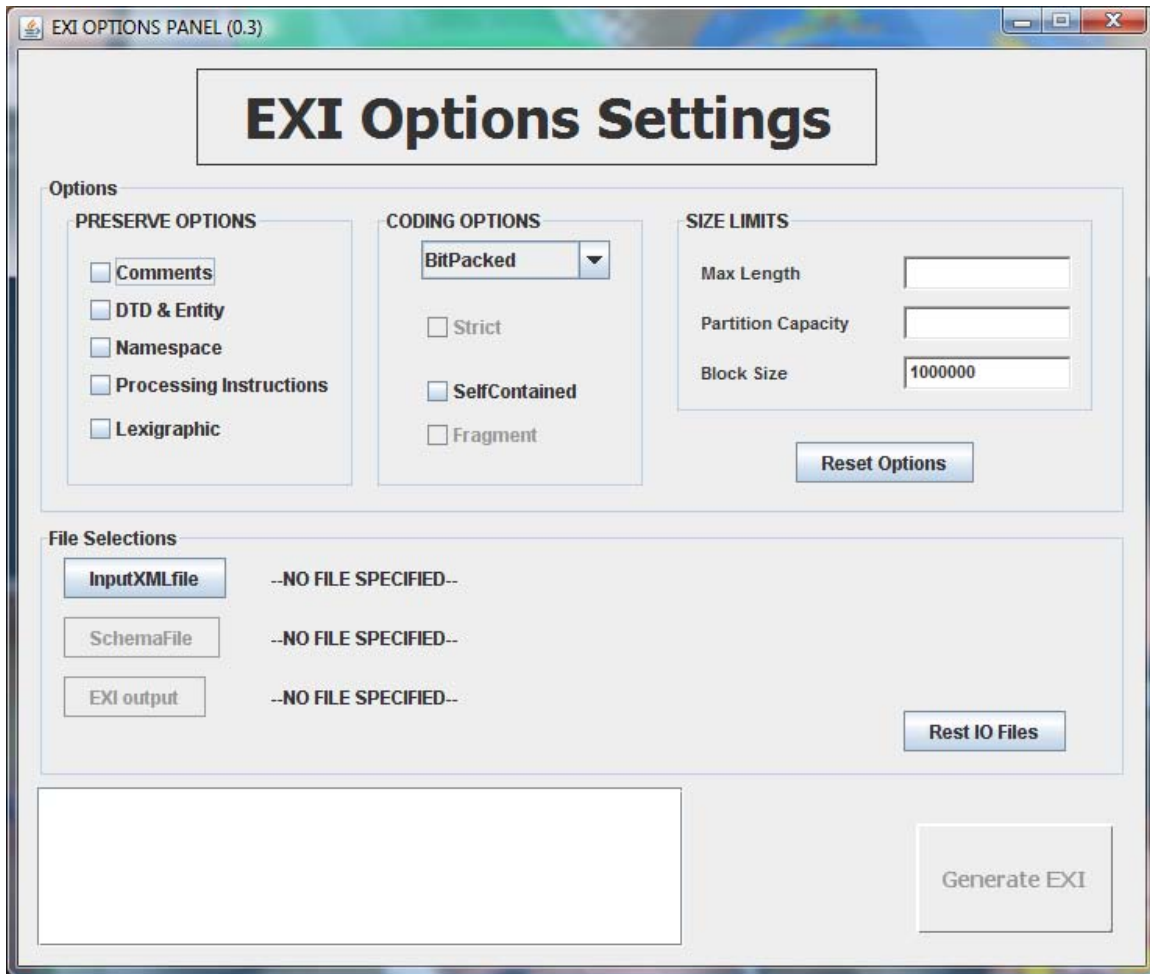 EXI OPTIONS PANEL (0.3)
EXI Options Settings
Options
PRESERVE OPTIONS
Comments
DTD & Entity
Namespace
Processing Instructions
Lexigraphic
CODING OPTIONS
BitPacked
Strict
SelfContained
Fragment
SIZE LIMITS
Max Length
Partition Capacity
Block Size 1000000
Reset Options
File Selections
InputXMLfile --NO FILE SPECIFIED--
SchemaFile --NO FILE SPECIFIED--
EXI output --NO FILE SPECIFIED--
Rest IO Files
Generate EXI